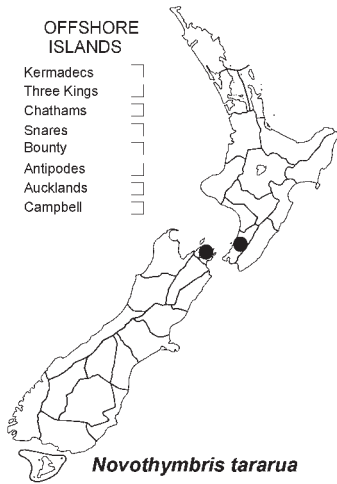 OFFSHORE
ISLANDS
Kermadecs
Three Kings
Chathams
Snares
Bounty
Antipodes
Aucklands
Campbell
Novothymbris tararua